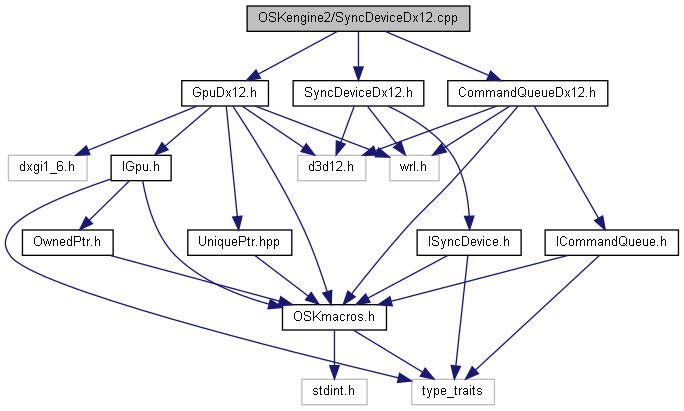 OSKengine2/SyncDeviceDx12.cpp
GpuDx12.h
SyncDeviceDx12.h
CommandQueueDx12.h
dxgi1_6.h
IGpu.h
d3d12.h
wrl.h
OwnedPtr.h
UniquePtr.hpp
ISyncDevice.h
ICommandQueue.h
OSKmacros.h
stdint.h
type_traits